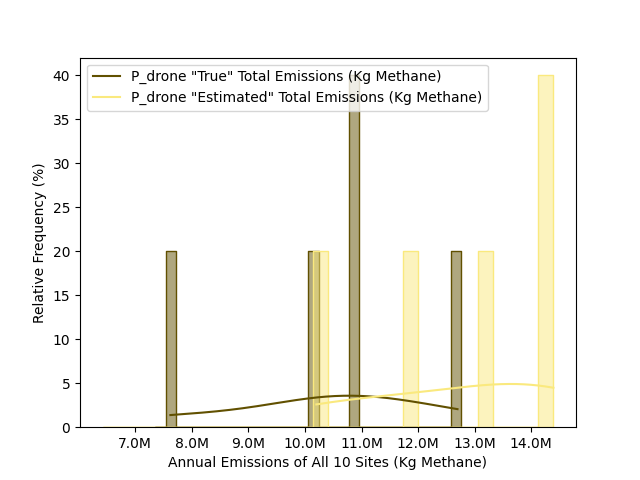 P_drone "True" Total Emissions (Kg Methane)
P_drone "Estimated" Total Emissions (Kg Methane)
40
35
30
25
20
15
10
5
0
Relative Frequency (%)
7.0M 8.0M 9.0M 10.0M 11.0M 12.0M 13.0M 14.0M
Annual Emissions of All 10 Sites (Kg Methane)